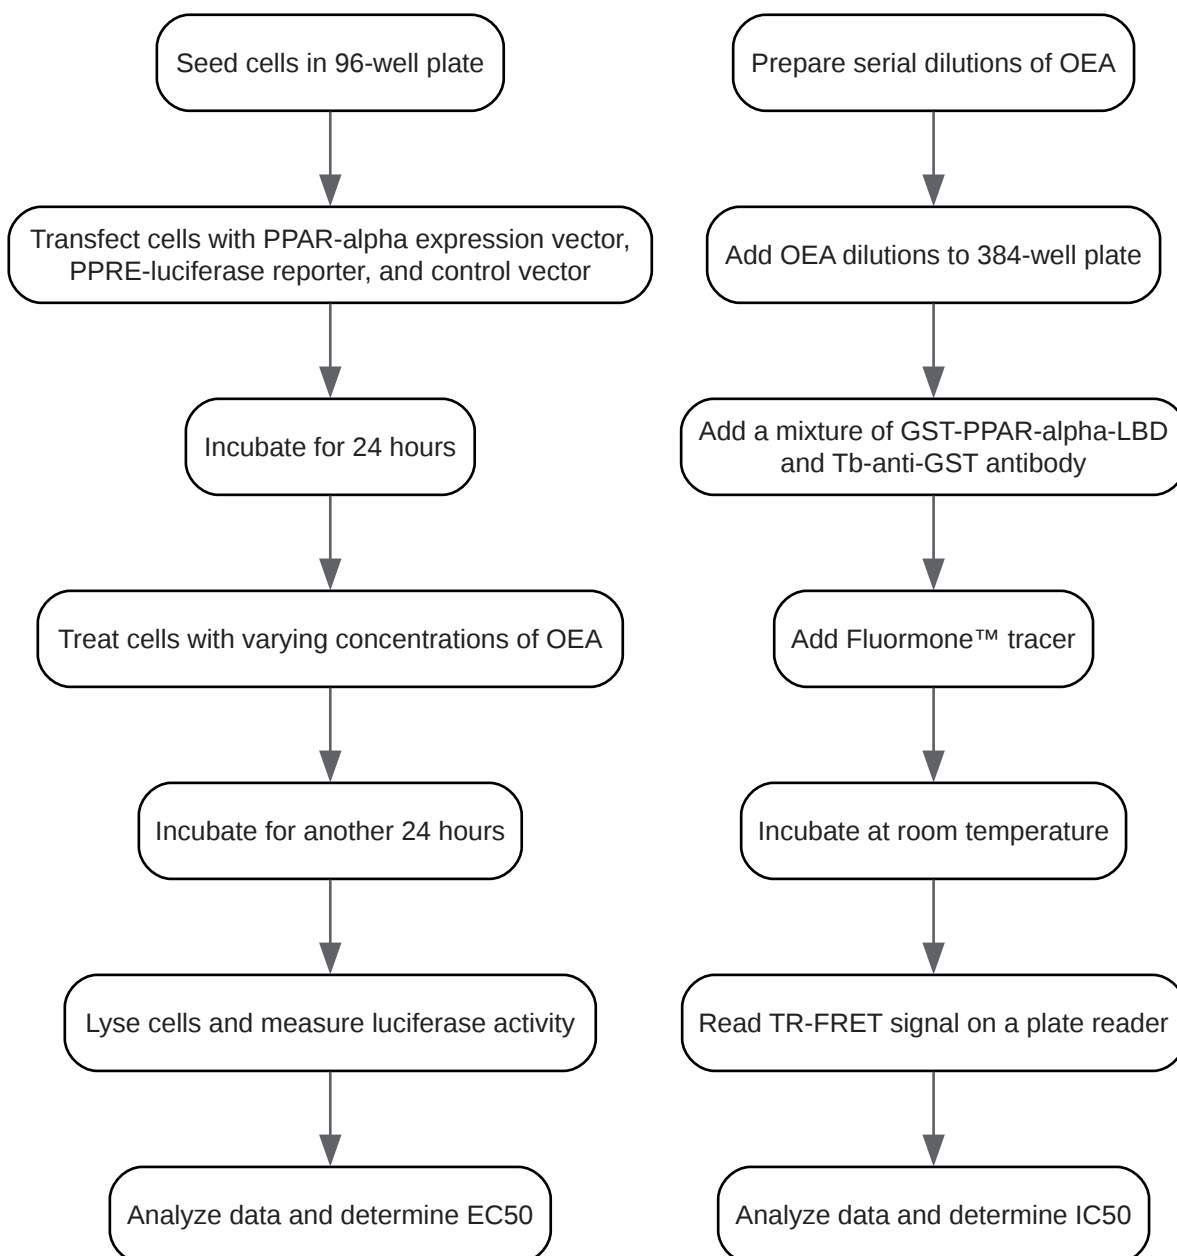 Seed cells in 96-well plate
Transfect cells with PPAR-alpha expression vector,
PPRE-luciferase reporter, and control vector
Incubate for 24 hours
Treat cells with varying concentrations of OEA
Incubate for another 24 hours
Lyse cells and measure luciferase activity
Analyze data and determine EC50
Prepare serial dilutions of OEA
Add OEA dilutions to 384-well plate
Add a mixture of GST-PPAR-alpha-LBD
and Tb-anti-GST antibody
Add Fluormone™ tracer
Incubate at room temperature
Read TR-FRET signal on a plate reader
Analyze data and determine IC50